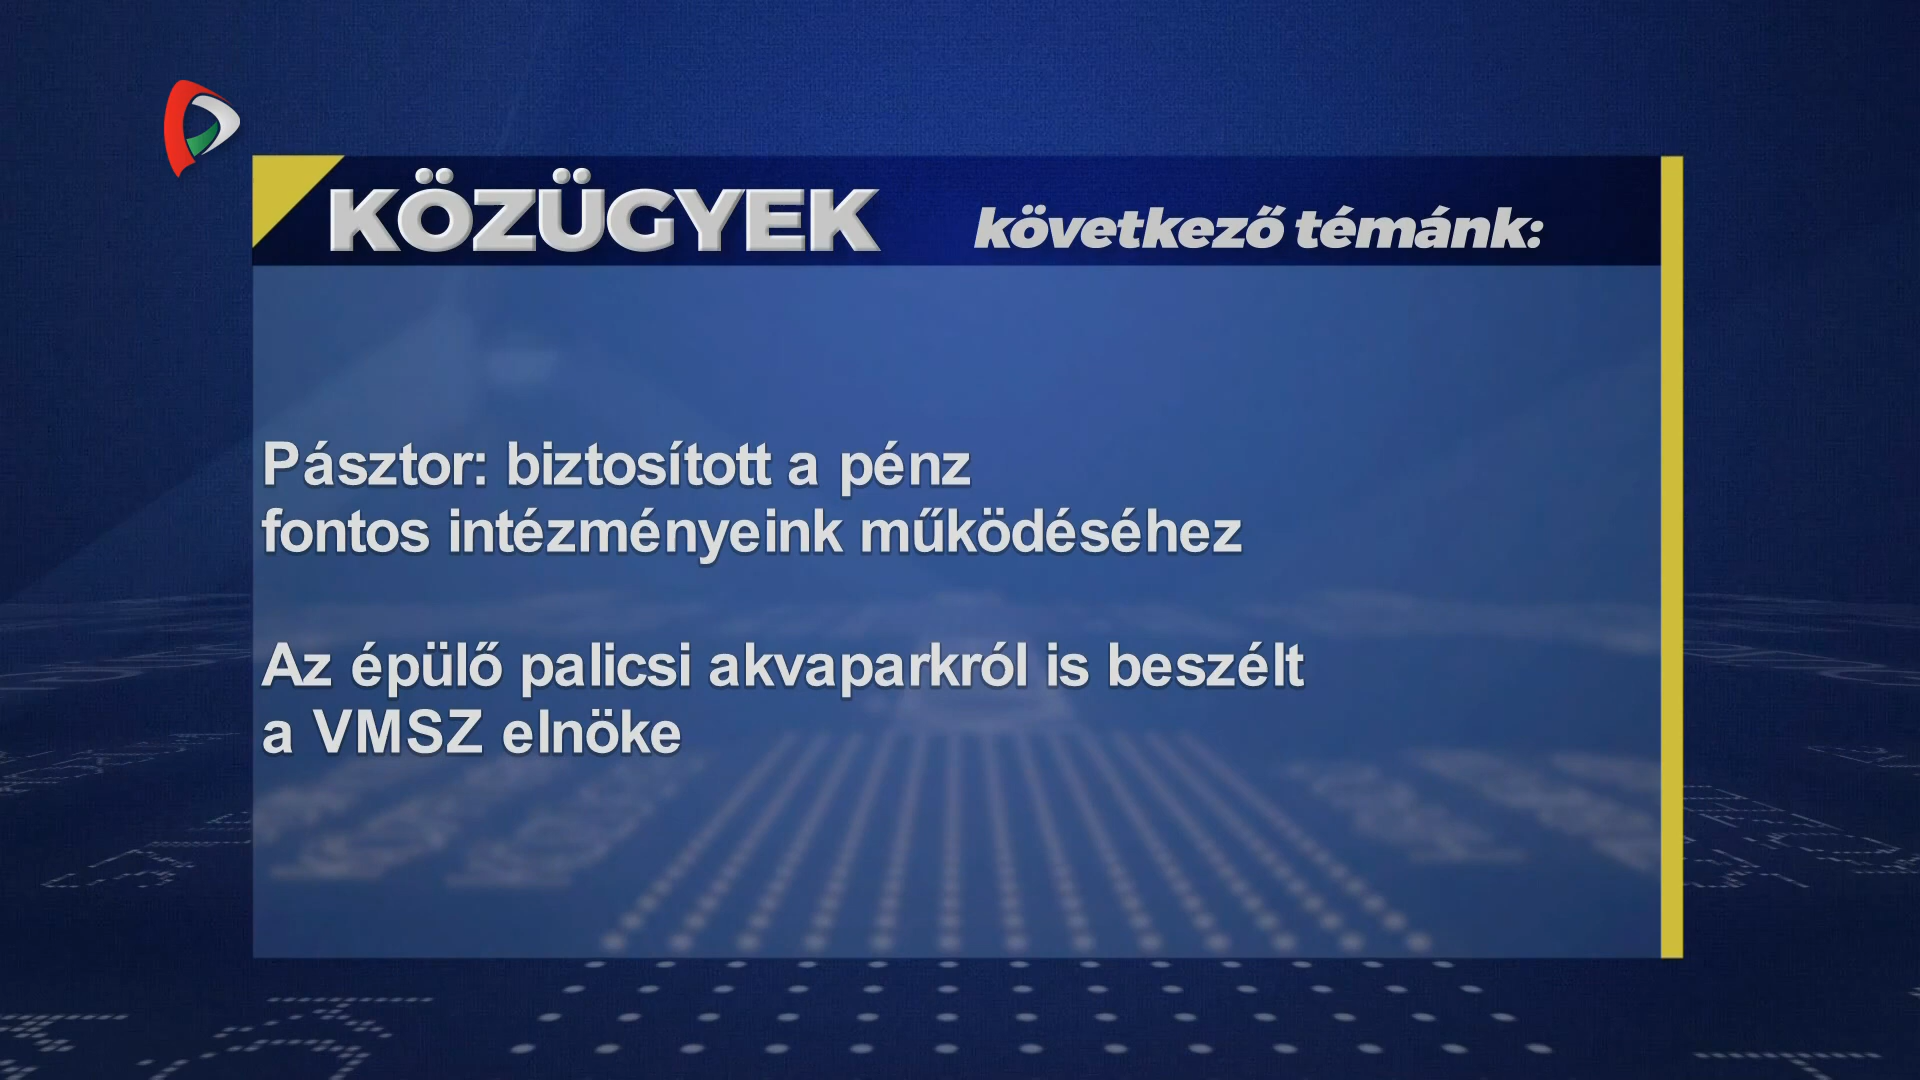 KÖZÜGYEK következő témánk:
Pásztor: biztosított a pénz
fontos intézményeink működéséhez
Az épülő palicsi akvaparkról is beszélt
a VMSZ elnöke